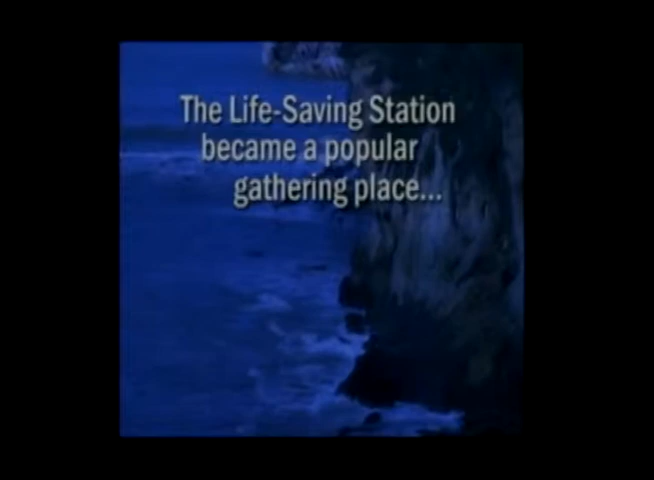 The Life-Saving Station
became a popular
gathering place...